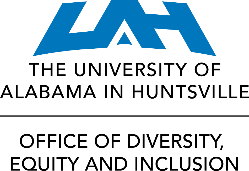 UAH
THE UNIVERSITY OF
ALABAMA IN HUNTSVILLE
OFFICE OF DIVERSITY,
EQUITY AND INCLUSION